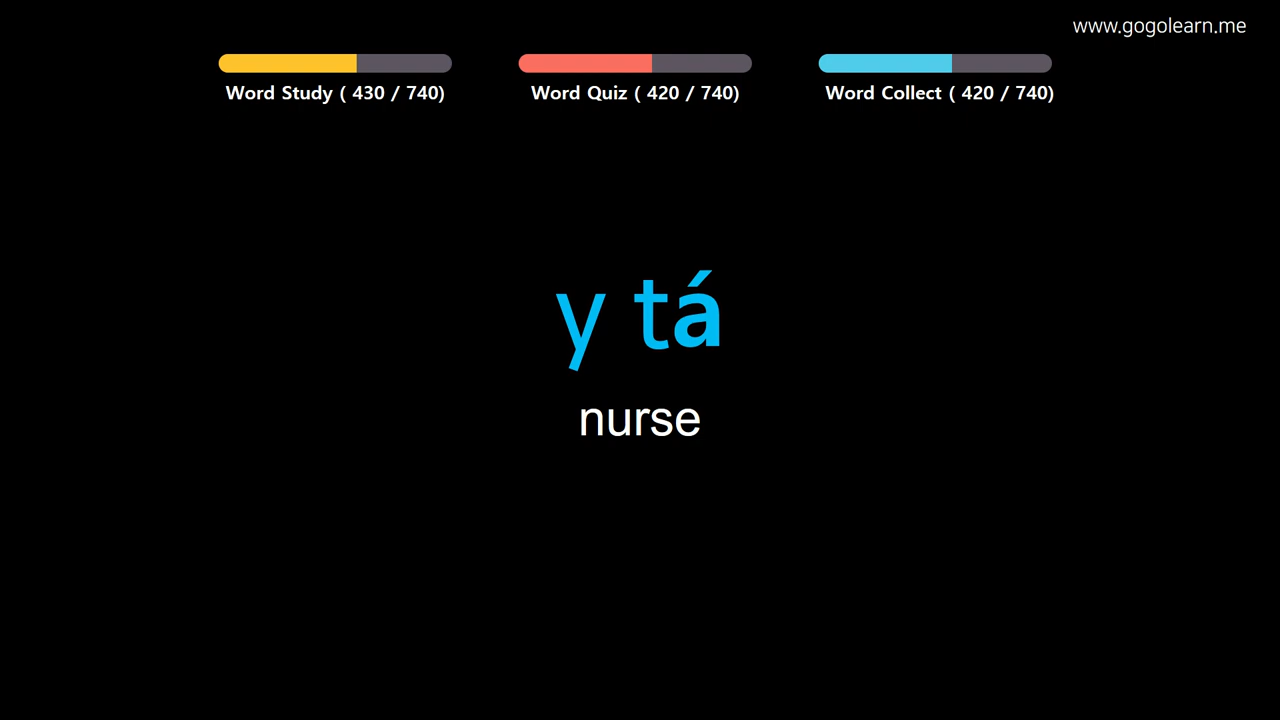 www.gogolearn.me
Word Study ( 430 / 740)
Word Quiz ( 420 / 740)
Word Collect ( 420 / 740)
y tá
nurse